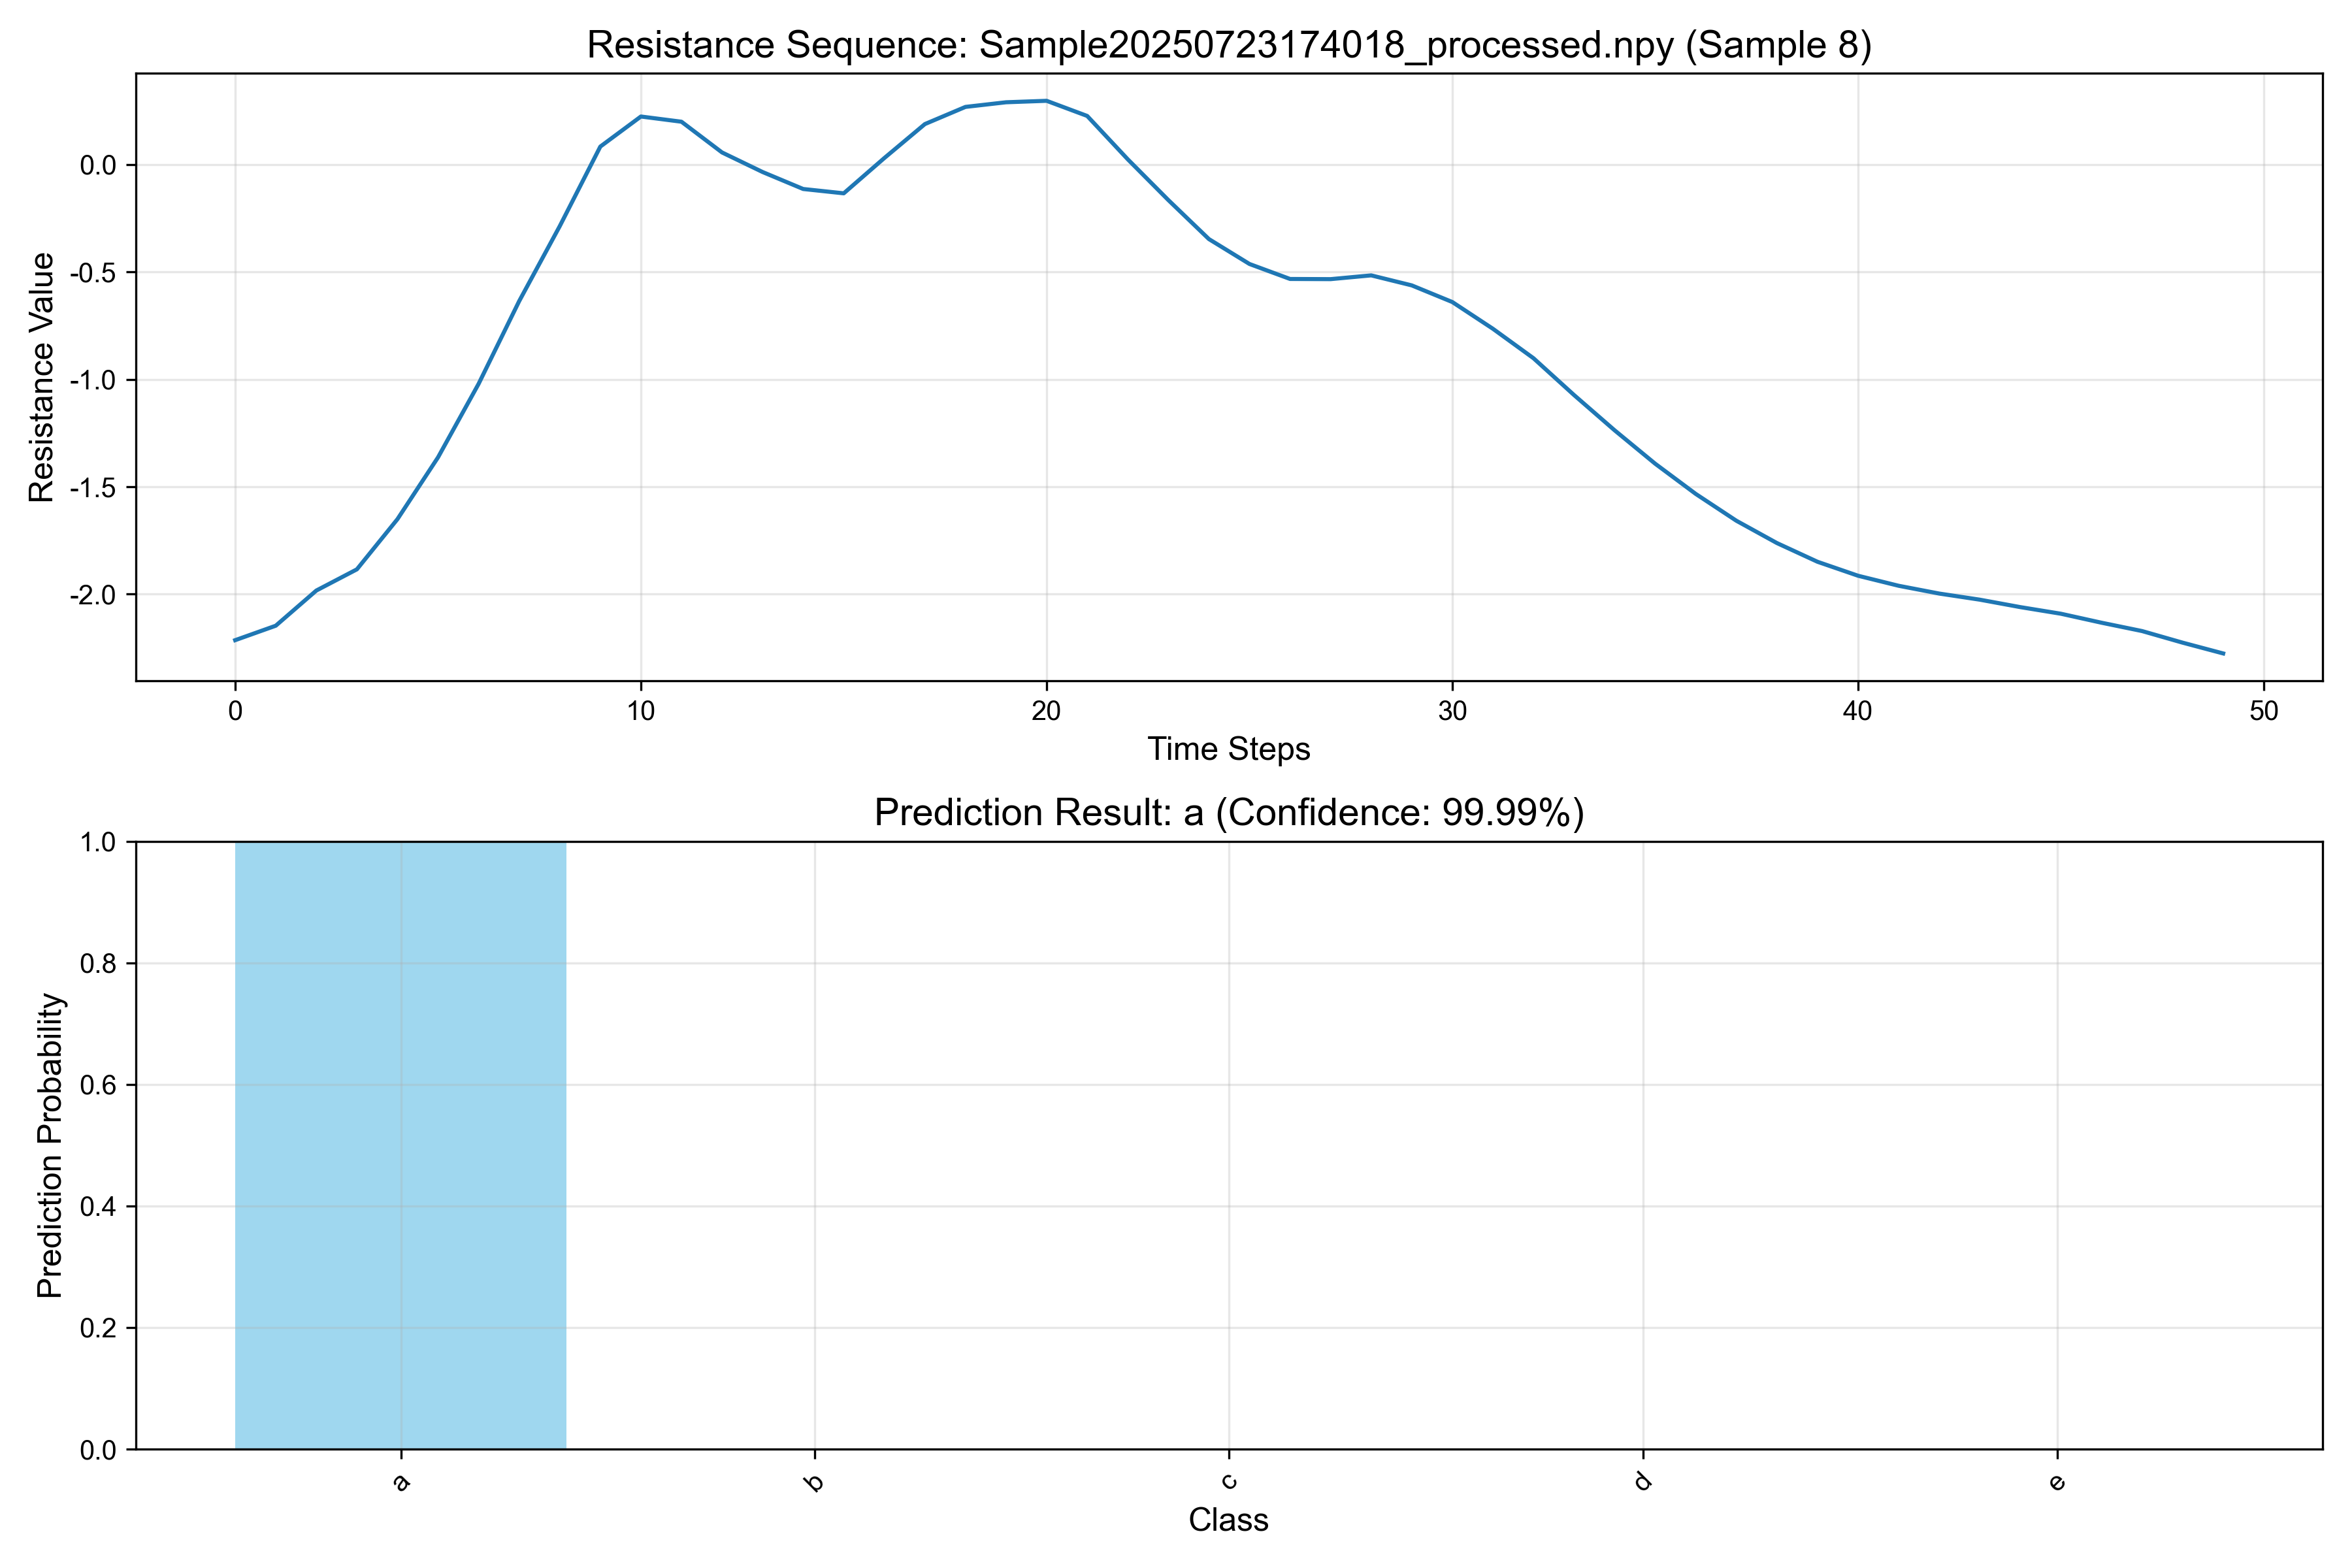 Resistance Sequence: Sample20250723174018_processed.npy (Sample 8)
Resistance Value
0.0
-0.5
-1.0
-1.5
-2.0
0 10 20 30 40 50
Time Steps
Prediction Result: a (Confidence: 99.99%)
Prediction Probability
1.0
0.8
0.6
0.4
0.2
0.0
a b c d e
Class